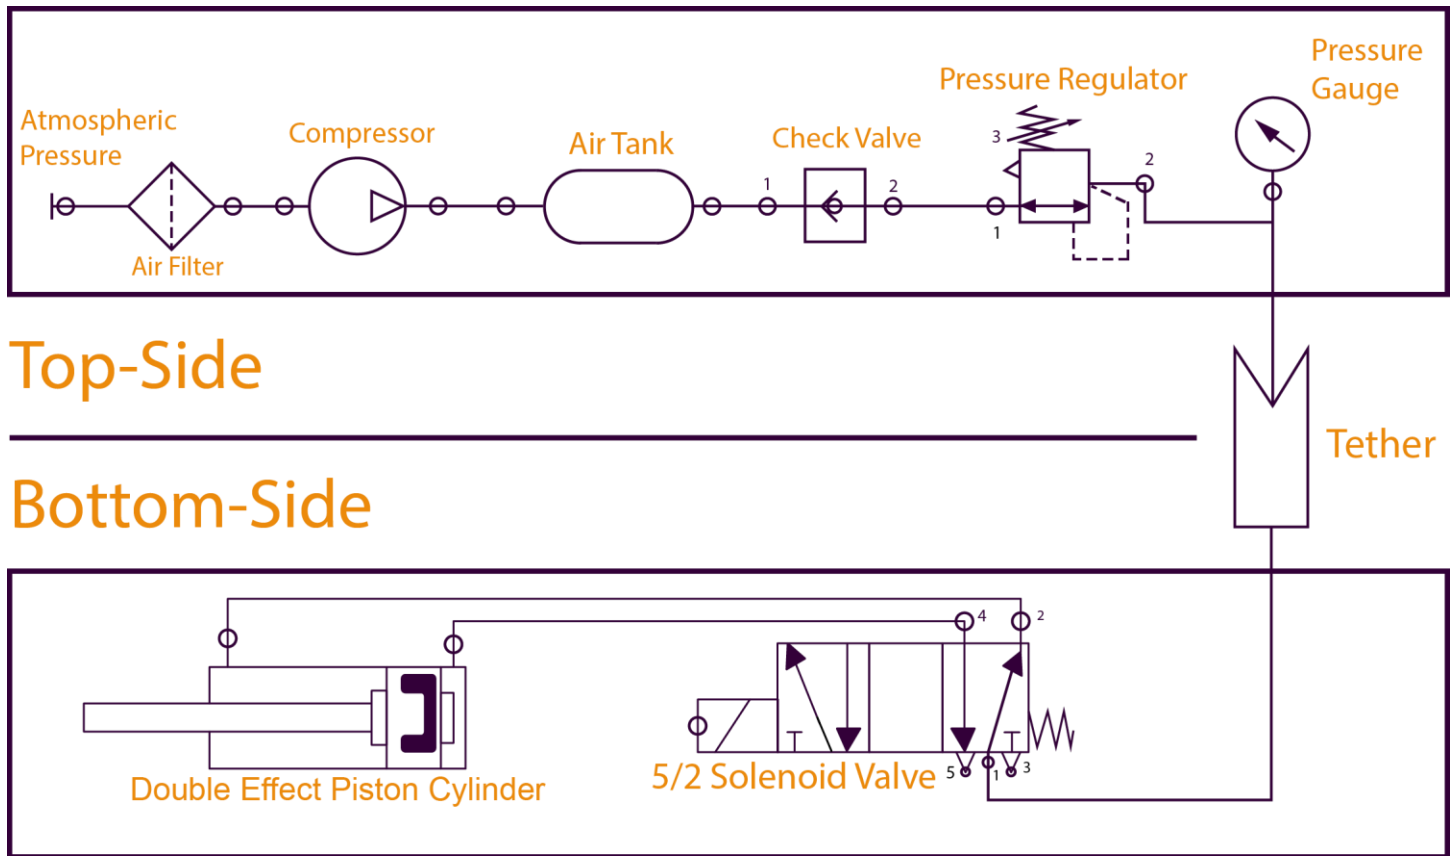 Atmospheric
Pressure
Air Filter
Compressor
Air Tank
Check Valve
1
2
Pressure Regulator
3
1
2
Pressure
Gauge
Top-Side
Tether
Bottom-Side
4
2
5
1
3
Double Effect Piston Cylinder
5/2 Solenoid Valve